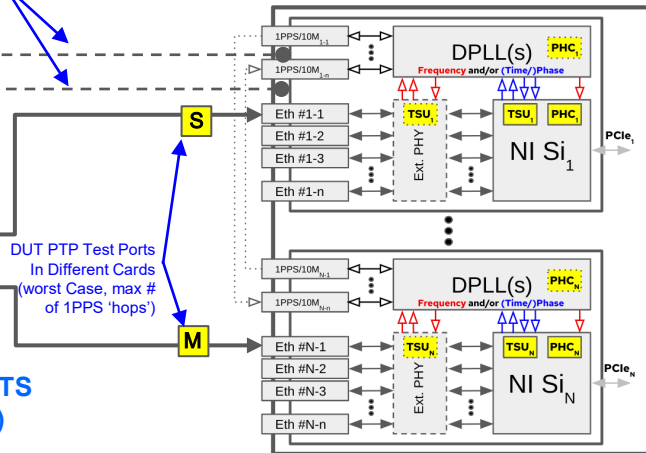 1PPS/10M1-1
DPLL(s)
PHC1
1PPS/10M1-n
Frequency and/or (Time/)Phase
S
Eth #1-1
TSU1
TSU1
PHC1
Eth #1-2
Ext. PHY
PCIe1
Eth #1-3
NI Si1
Eth #1-n
DUT PTP Test Ports
In Different Cards
(worst Case, max #
of 1PPS ‘hops’)
1PPS/10MN-1
DPLL(s)
PHCN
1PPS/10MN-n
Frequency and/or (Time/)Phase
M
Eth #N-1
TSUN
TSUN
PHCN
Eth #N-2
Ext. PHY
PCIeN
Eth #N-3
NI SiN
Eth #N-n
TS
)